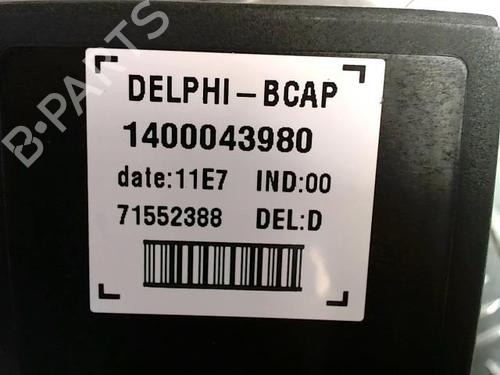 B-PARTS
DELPHI-BCAP
1400043980
date:11E7 IND:00
71552388 DEL:D